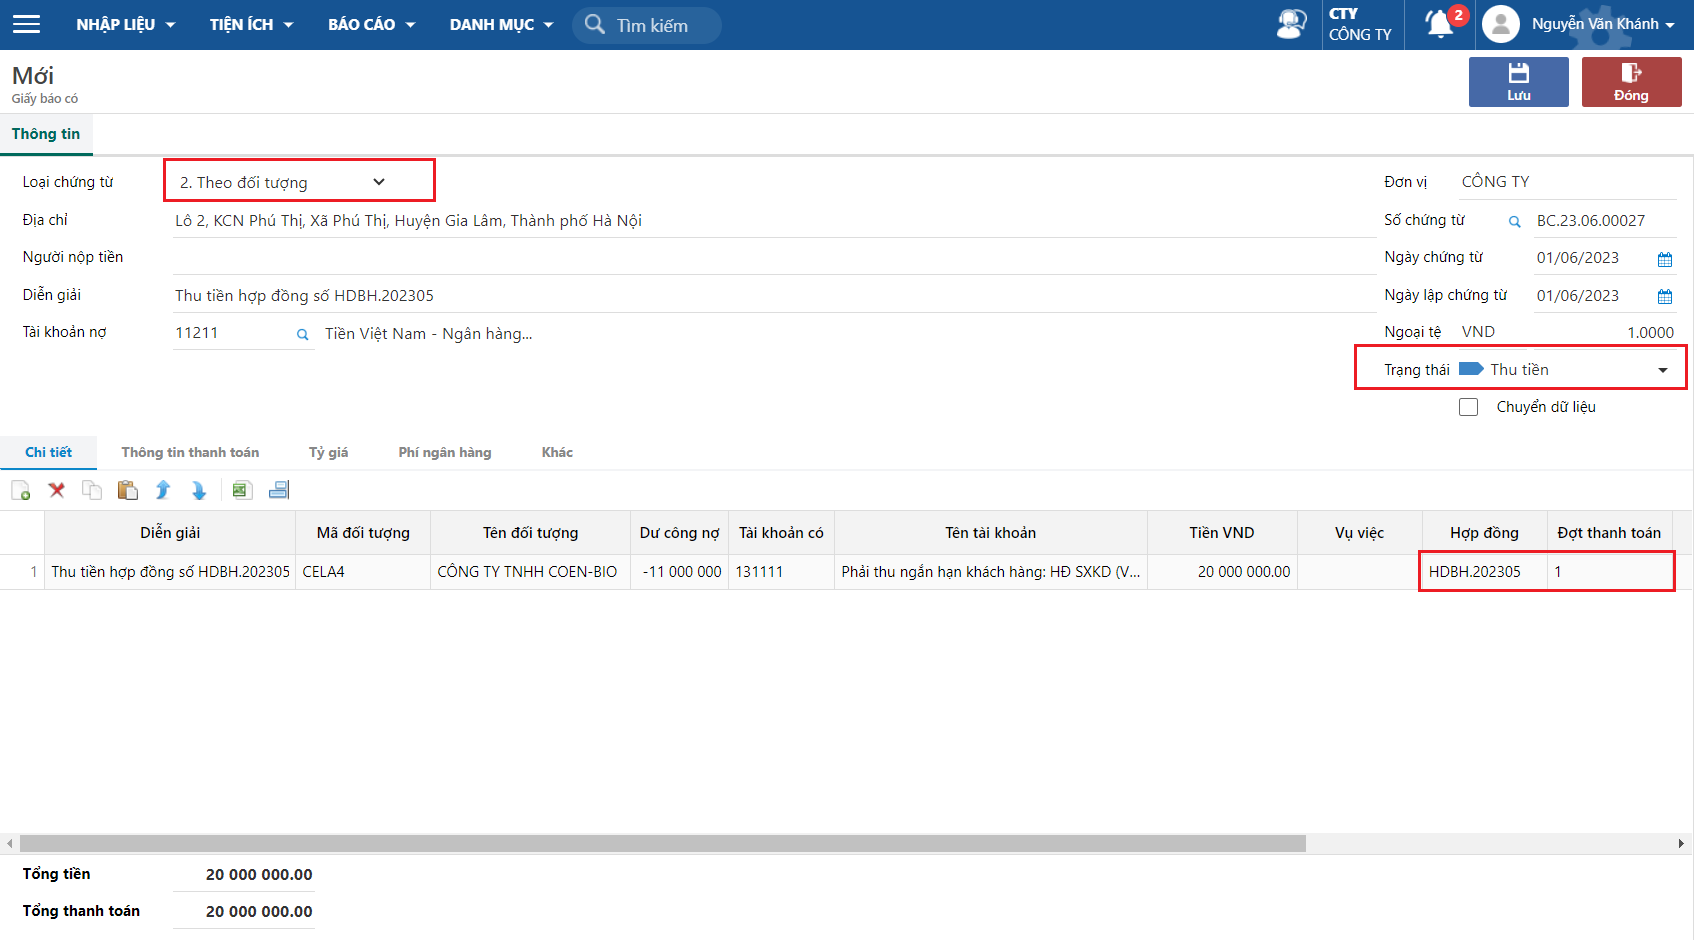 NHẬP LIỆU TIỆN ÍCH BÁO CÁO DANH MỤC Tìm kiếm CTY CÔNG TY 2 Nguyễn Văn Khánh
Mới
Giấy báo có
Lưu Đóng
Thông tin
Loại chứng từ 2. Theo đối tượng Đơn vị CÔNG TY
Địa chỉ Lô 2, KCN Phú Thị, Xã Phú Thị, Huyện Gia Lâm, Thành phố Hà Nội Số chứng từ BC.23.06.00027
Người nộp tiền Ngày chứng từ 01/06/2023
Diễn giải Thu tiền hợp đồng số HDBH.202305 Ngày lập chứng từ 01/06/2023
Tài khoản nợ 11211 Tiền Việt Nam - Ngân hàng... Ngoại tệ VND 1.0000
Trạng thái Thu tiền
Chuyển dữ liệu
Chi tiết Thông tin thanh toán Tỷ giá Phí ngân hàng Khác
Diễn giải Mã đối tượng Tên đối tượng Dư công nợ Tài khoản có Tên tài khoản Tiền VND Vụ việc Hợp đồng Đợt thanh toán
1 Thu tiền hợp đồng số HDBH.202305 CELA4 CÔNG TY TNHH COEN-BIO -11 000 000 131111 Phải thu ngắn hạn khách hàng: HĐ SXKD (V... 20 000 000.00 HDBH.202305 1
Tổng tiền 20 000 000.00
Tổng thanh toán 20 000 000.00